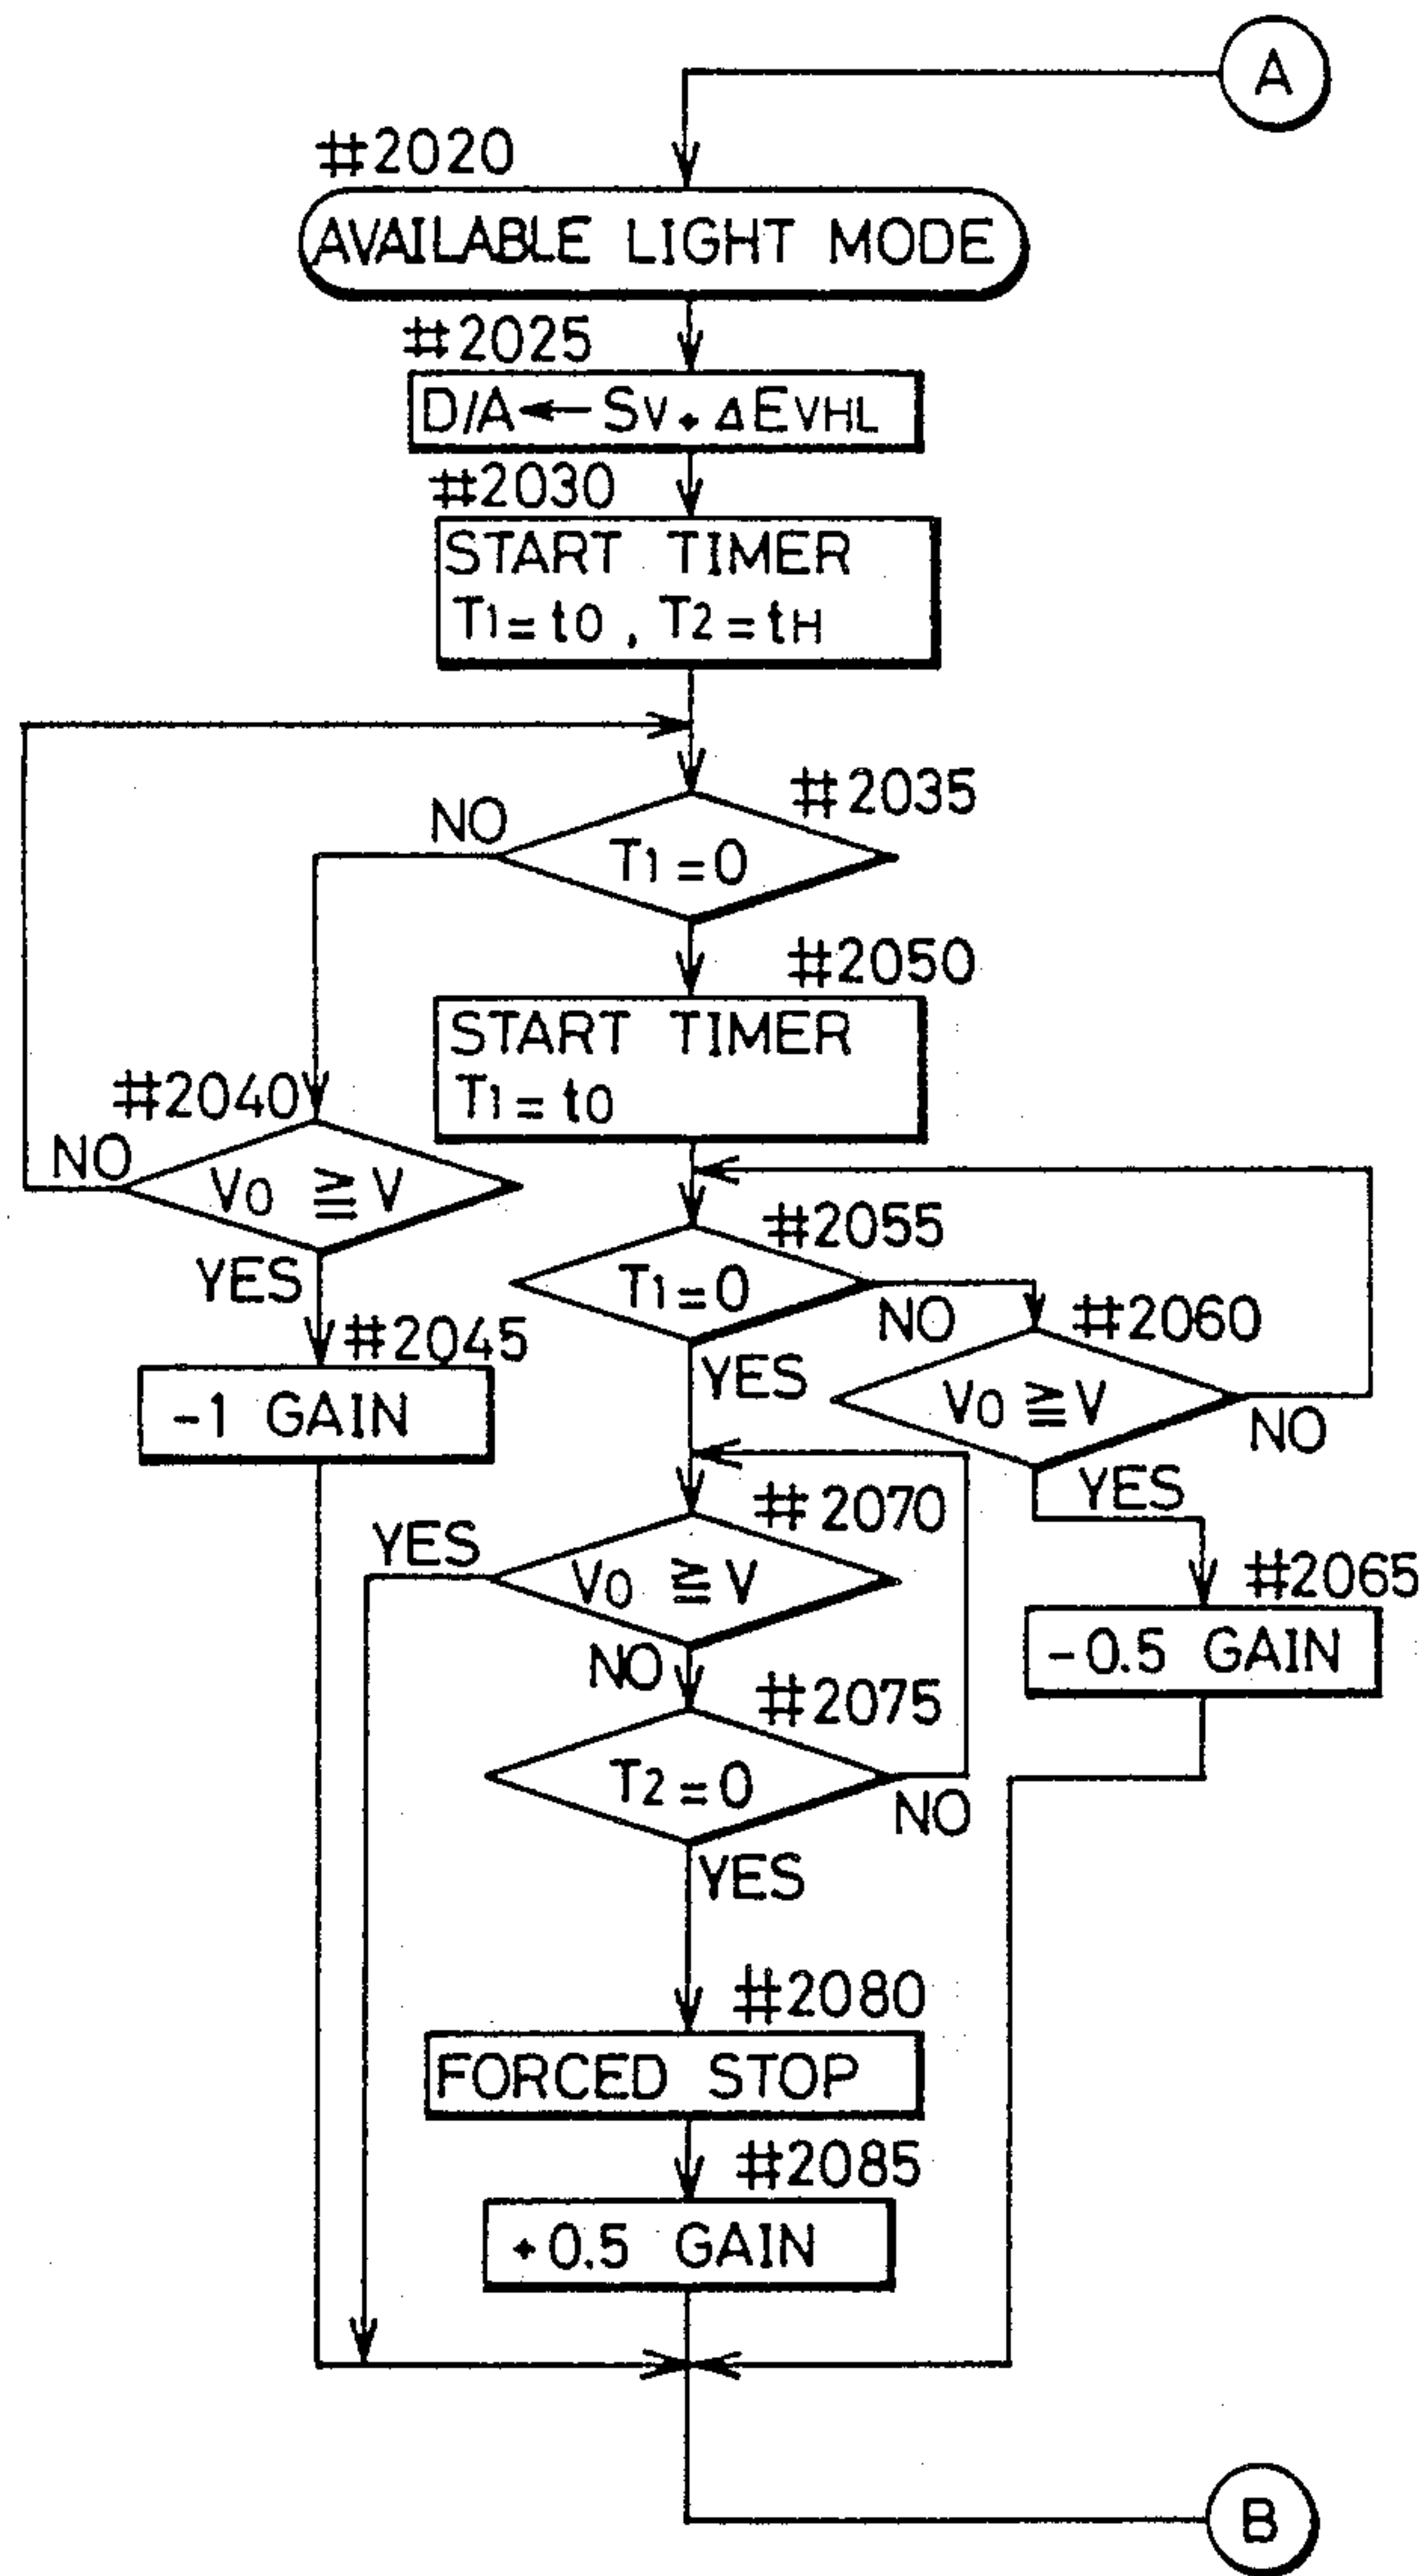 A
#2020
AVAILABLE LIGHT MODE
#2025
D/A ← SV + ΔEVHL
#2030
START TIMER
T1 = t0 , T2 = tH
#2035
NO
T1 = 0
#2050
START TIMER
T1 = t0
#2040
NO
V0 ≧ V
YES
#2055
T1 = 0
NO
YES
#2060
V0 ≧ V
NO
YES
#2045
-1 GAIN
#2070
YES
V0 ≧ V
NO
#2065
-0.5 GAIN
#2075
T2 = 0
NO
YES
#2080
FORCED STOP
#2085
+0.5 GAIN
B